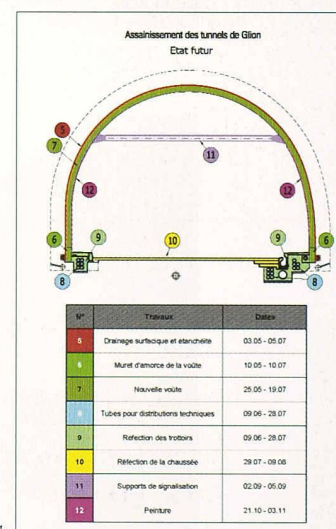 Assainissement des tunnels de Glion
Etat futur
5
7
11
12
12
10
6
9
9
6
8
8
N° Travaux Dates
5 Drainage surfacique et étanchéité 03.05 - 05.07
6 Muret d'amorce de la voûte 10.05 - 10.07
7 Nouvelle voûte 25.05 - 19.07
8 Tubes pour distributions techniques 09.06 - 28.07
9 Refection des trottoirs 09.06 - 28.07
10 Réfection de la chaussée 29.07 - 09.08
11 Supports de signalisation 02.09 - 05.09
12 Peinture 21.10 - 03.11